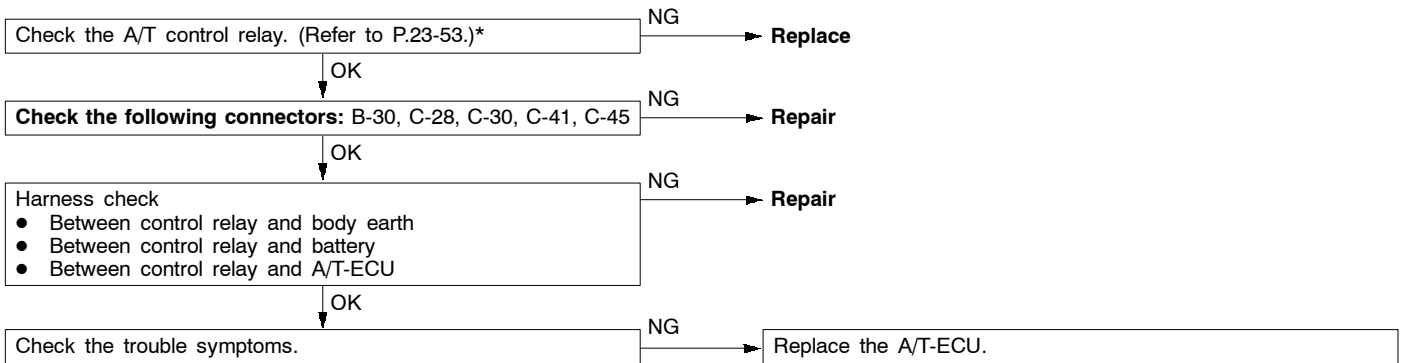 NG
Check the A/T control relay. (Refer to P.23-53.)*
Replace
OK
NG
Check the following connectors: B-30, C-28, C-30, C-41, C-45
Repair
OK
NG
Harness check
Repair
● Between control relay and body earth
● Between control relay and battery
● Between control relay and A/T-ECU
OK
NG
Check the trouble symptoms.
Replace the A/T-ECU.